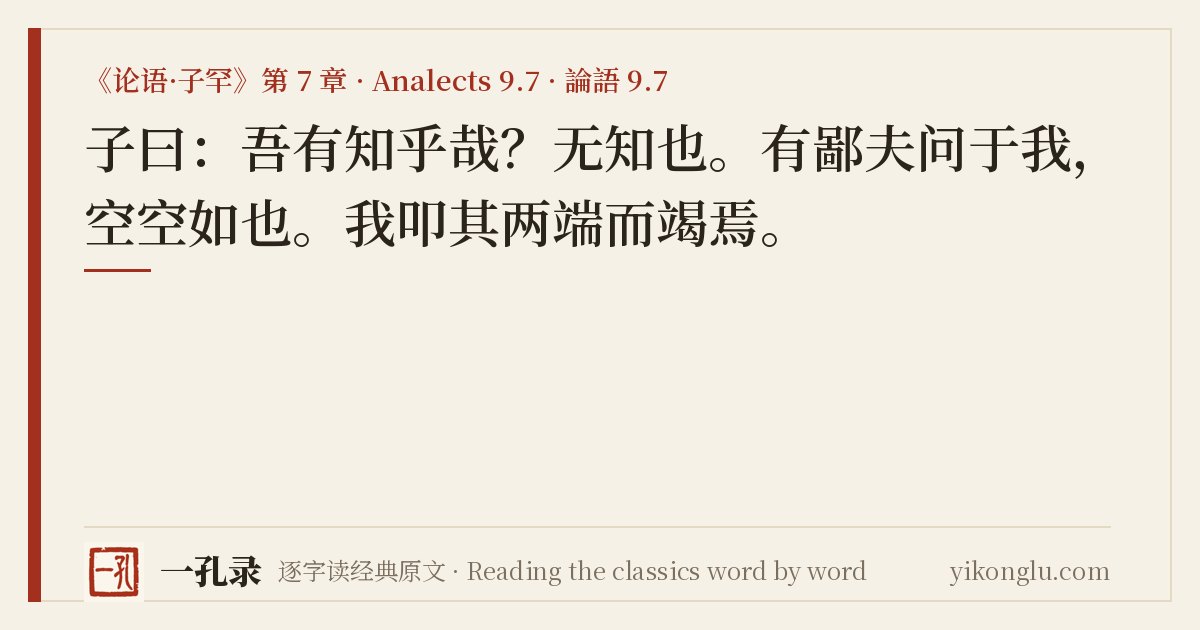 《论语·子罕》第 7 章 · Analects 9.7 · 論語 9.7
子曰：吾有知乎哉？无知也。有鄙夫问于我，
空空如也。我叩其两端而竭焉。
一孔
一孔录 逐字读经典原文 · Reading the classics word by word yikonglu.com